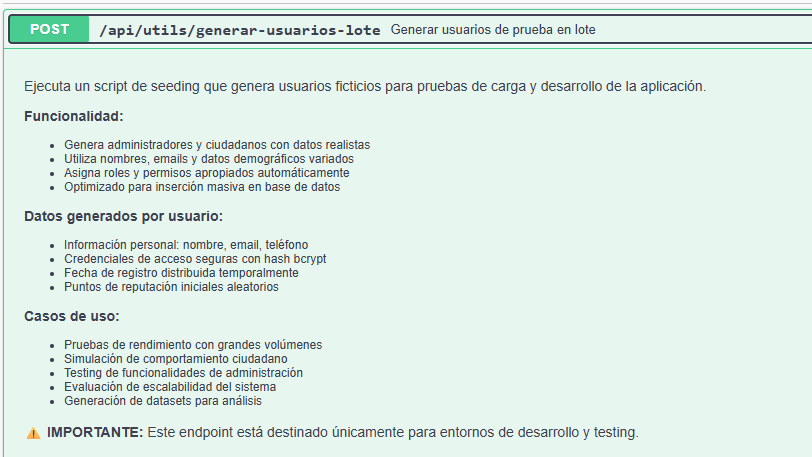 POST /api/utils/generar-usuarios-lote Generar usuarios de prueba en lote
Ejecuta un script de seeding que genera usuarios ficticios para pruebas de carga y desarrollo de la aplicación.
Funcionalidad:
• Genera administradores y ciudadanos con datos realistas
• Utiliza nombres, emails y datos demográficos variados
• Asigna roles y permisos apropiados automáticamente
• Optimizado para inserción masiva en base de datos
Datos generados por usuario:
• Información personal: nombre, email, teléfono
• Credenciales de acceso seguras con hash bcrypt
• Fecha de registro distribuida temporalmente
• Puntos de reputación iniciales aleatorios
Casos de uso:
• Pruebas de rendimiento con grandes volúmenes
• Simulación de comportamiento ciudadano
• Testing de funcionalidades de administración
• Evaluación de escalabilidad del sistema
• Generación de datasets para análisis
⚠️ IMPORTANTE: Este endpoint está destinado únicamente para entornos de desarrollo y testing.